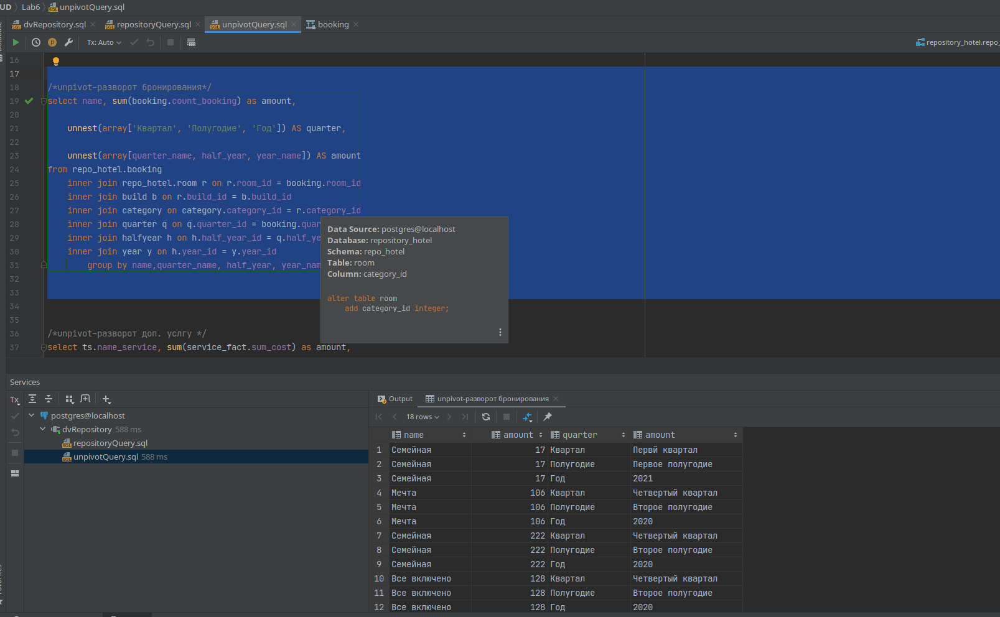 UD Lab6 unpivotQuery.sql
dvRepository.sql repositoryQuery.sql unpivotQuery.sql booking
Tx: Auto repository_hotel.repo_
16
17
18 /*unpivot-разворот бронирования*/
19 select name, sum(booking.count_booking) as amount,
20
21 unnest(array['Квартал', 'Полугодие', 'Год']) AS quarter,
22
23 unnest(array[quarter_name, half_year, year_name]) AS amount
24 from repo_hotel.booking
25 inner join repo_hotel.room r on r.room_id = booking.room_id
26 inner join build b on r.build_id = b.build_id
27 inner join category on category.category_id = r.category_id
28 inner join quarter q on q.quarter_id = booking.quar
29 inner join halfyear h on h.half_year_id = q.half_ye
30 inner join year y on h.year_id = y.year_id
31 group by name,quarter_name, half_year, year_nam
32
33
34
35
36 /*unpivot-разворот доп. услгу */
37 select ts.name_service, sum(service_fact.sum_cost) as amount,
Data Source: postgres@localhost
Database: repository_hotel
Schema: repo_hotel
Table: room
Column: category_id
alter table room
add category_id integer;
Services
Tx
postgres@localhost
dvRepository 588 ms
repositoryQuery.sql
unpivotQuery.sql 588 ms
Output unpivot-разворот бронирования
18 rows
name amount quarter amount
1 Семейная 17 Квартал Первй квартал
2 Семейная 17 Полугодие Первое полугодие
3 Семейная 17 Год 2021
4 Мечта 106 Квартал Четвертый квартал
5 Мечта 106 Полугодие Второе полугодие
6 Мечта 106 Год 2020
7 Семейная 222 Квартал Четвертый квартал
8 Семейная 222 Полугодие Второе полугодие
9 Семейная 222 Год 2020
10 Все включено 128 Квартал Четвертый квартал
11 Все включено 128 Полугодие Второе полугодие
12 Все включено 128 Год 2020